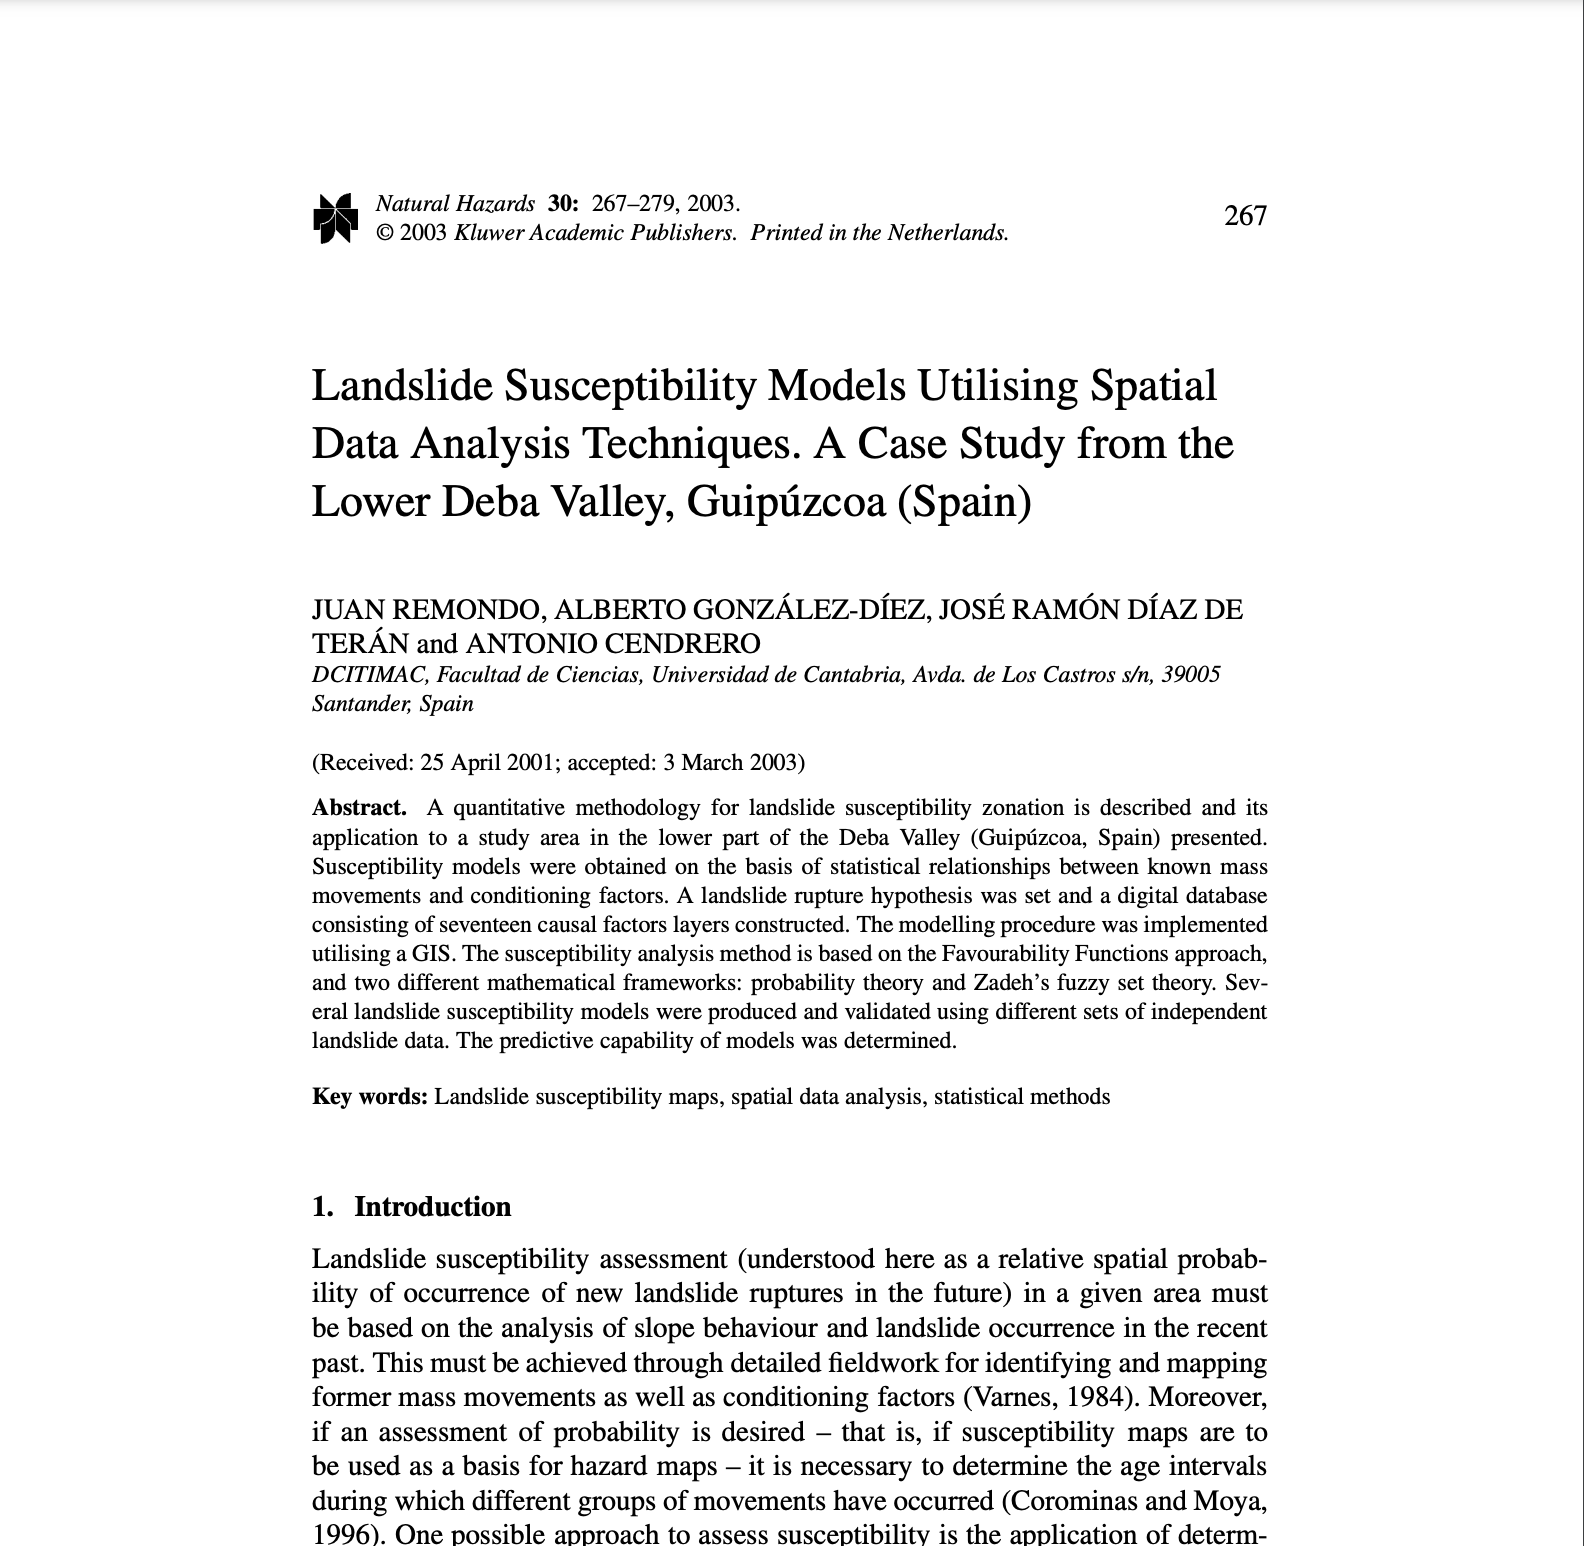 Natural Hazards 30: 267–279, 2003.
© 2003 Kluwer Academic Publishers. Printed in the Netherlands.
267
Landslide Susceptibility Models Utilising Spatial
Data Analysis Techniques. A Case Study from the
Lower Deba Valley, Guipúzcoa (Spain)
JUAN REMONDO, ALBERTO GONZÁLEZ-DÍEZ, JOSÉ RAMÓN DÍAZ DE
TERÁN and ANTONIO CENDRERO
DCITIMAC, Facultad de Ciencias, Universidad de Cantabria, Avda. de Los Castros s/n, 39005
Santander, Spain
(Received: 25 April 2001; accepted: 3 March 2003)
Abstract. A quantitative methodology for landslide susceptibility zonation is described and its
application to a study area in the lower part of the Deba Valley (Guipúzcoa, Spain) presented.
Susceptibility models were obtained on the basis of statistical relationships between known mass
movements and conditioning factors. A landslide rupture hypothesis was set and a digital database
consisting of seventeen causal factors layers constructed. The modelling procedure was implemented
utilising a GIS. The susceptibility analysis method is based on the Favourability Functions approach,
and two different mathematical frameworks: probability theory and Zadeh's fuzzy set theory. Sev-
eral landslide susceptibility models were produced and validated using different sets of independent
landslide data. The predictive capability of models was determined.
Key words: Landslide susceptibility maps, spatial data analysis, statistical methods
1. Introduction
Landslide susceptibility assessment (understood here as a relative spatial probab-
ility of occurrence of new landslide ruptures in the future) in a given area must
be based on the analysis of slope behaviour and landslide occurrence in the recent
past. This must be achieved through detailed fieldwork for identifying and mapping
former mass movements as well as conditioning factors (Varnes, 1984). Moreover,
if an assessment of probability is desired – that is, if susceptibility maps are to
be used as a basis for hazard maps – it is necessary to determine the age intervals
during which different groups of movements have occurred (Corominas and Moya,
1996). One possible approach to assess susceptibility is the application of determ-